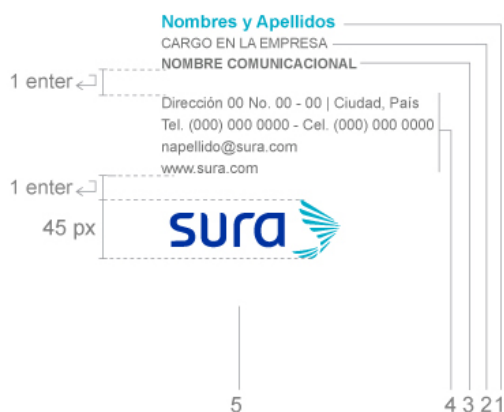 Nombres y Apellidos
CARGO EN LA EMPRESA
NOMBRE COMUNICACIONAL
1 enter
Dirección 00 No. 00 - 00 | Ciudad, País
Tel. (000) 000 0000 - Cel. (000) 000 0000
napellido@sura.com
www.sura.com
1 enter
45 px
sura
5 4 3 2 1